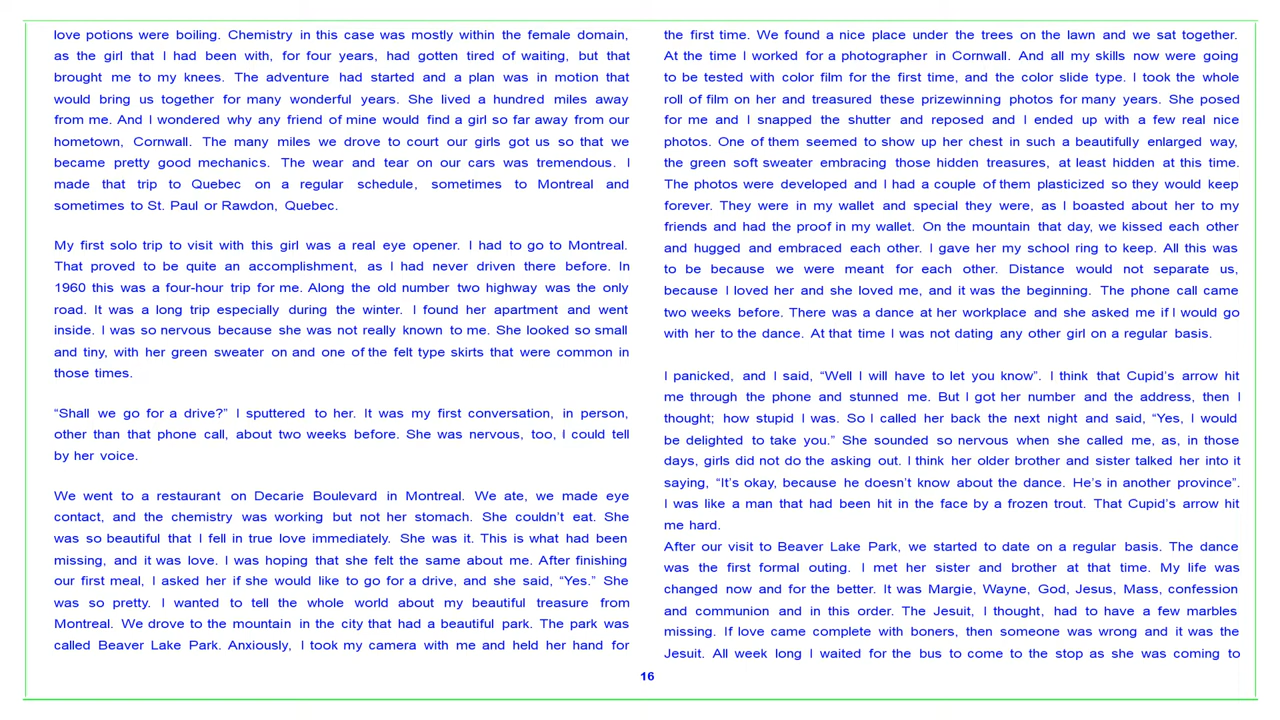 love potions were boiling. Chemistry in this case was mostly within the female domain,
as the girl that I had been with, for four years, had gotten tired of waiting, but that
brought me to my knees. The adventure had started and a plan was in motion that
would bring us together for many wonderful years. She lived a hundred miles away
from me. And I wondered why any friend of mine would find a girl so far away from our
hometown, Cornwall. The many miles we drove to court our girls got us so that we
became pretty good mechanics. The wear and tear on our cars was tremendous. I
made that trip to Quebec on a regular schedule, sometimes to Montreal and
sometimes to St. Paul or Rawdon, Quebec.
My first solo trip to visit with this girl was a real eye opener. I had to go to Montreal.
That proved to be quite an accomplishment, as I had never driven there before. In
1960 this was a four-hour trip for me. Along the old number two highway was the only
road. It was a long trip especially during the winter. I found her apartment and went
inside. I was so nervous because she was not really known to me. She looked so small
and tiny, with her green sweater on and one of the felt type skirts that were common in
those times.
“Shall we go for a drive?” I sputtered to her. It was my first conversation, in person,
other than that phone call, about two weeks before. She was nervous, too, I could tell
by her voice.
We went to a restaurant on Decarie Boulevard in Montreal. We ate, we made eye
contact, and the chemistry was working but not her stomach. She couldn’t eat. She
was so beautiful that I fell in true love immediately. She was it. This is what had been
missing, and it was love. I was hoping that she felt the same about me. After finishing
our first meal, I asked her if she would like to go for a drive, and she said, “Yes.” She
was so pretty. I wanted to tell the whole world about my beautiful treasure from
Montreal. We drove to the mountain in the city that had a beautiful park. The park was
called Beaver Lake Park. Anxiously, I took my camera with me and held her hand for
the first time. We found a nice place under the trees on the lawn and we sat together.
At the time I worked for a photographer in Cornwall. And all my skills now were going
to be tested with color film for the first time, and the color slide type. I took the whole
roll of film on her and treasured these prizewinning photos for many years. She posed
for me and I snapped the shutter and reposed and I ended up with a few real nice
photos. One of them seemed to show up her chest in such a beautifully enlarged way,
the green soft sweater embracing those hidden treasures, at least hidden at this time.
The photos were developed and I had a couple of them plasticized so they would keep
forever. They were in my wallet and special they were, as I boasted about her to my
friends and had the proof in my wallet. On the mountain that day, we kissed each other
and hugged and embraced each other. I gave her my school ring to keep. All this was
to be because we were meant for each other. Distance would not separate us,
because I loved her and she loved me, and it was the beginning. The phone call came
two weeks before. There was a dance at her workplace and she asked me if I would go
with her to the dance. At that time I was not dating any other girl on a regular basis.
I panicked, and I said, “Well I will have to let you know”. I think that Cupid’s arrow hit
me through the phone and stunned me. But I got her number and the address, then I
thought; how stupid I was. So I called her back the next night and said, “Yes, I would
be delighted to take you.” She sounded so nervous when she called me, as, in those
days, girls did not do the asking out. I think her older brother and sister talked her into it
saying, “It’s okay, because he doesn’t know about the dance. He’s in another province”.
I was like a man that had been hit in the face by a frozen trout. That Cupid’s arrow hit
me hard.
After our visit to Beaver Lake Park, we started to date on a regular basis. The dance
was the first formal outing. I met her sister and brother at that time. My life was
changed now and for the better. It was Margie, Wayne, God, Jesus, Mass, confession
and communion and in this order. The Jesuit, I thought, had to have a few marbles
missing. If love came complete with boners, then someone was wrong and it was the
Jesuit. All week long I waited for the bus to come to the stop as she was coming to
16